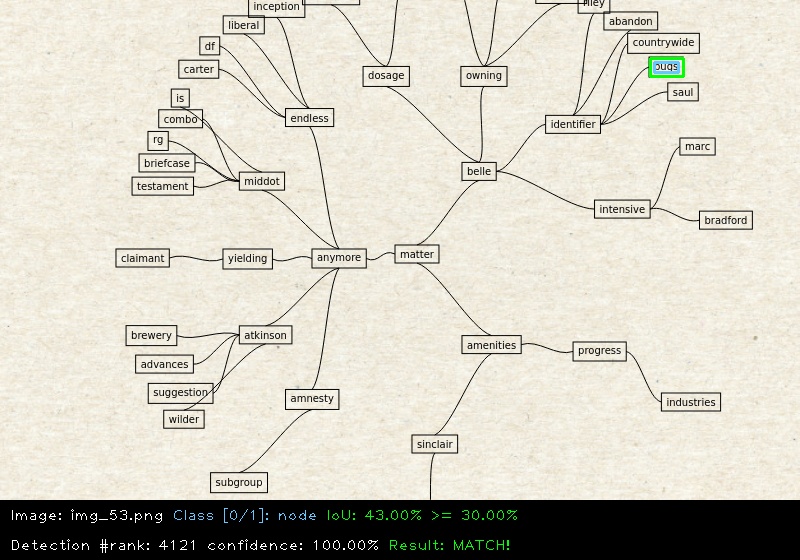 inception
liberal
df
carter
is
combo
rg
briefcase
testament
endless
middot
dosage
owning
abandon
countrywide
saul
identifier
marc
belle
intensive
bradford
claimant
yielding
anymore
matter
brewery
atkinson
advances
suggestion
wilder
amnesty
subgroup
amenities
progress
industries
sinclair
Image: img_53.png Class [0/1]: node IoU: 43.00% >= 30.00%
Detection #rank: 4121 confidence: 100.00% Result: MATCH!